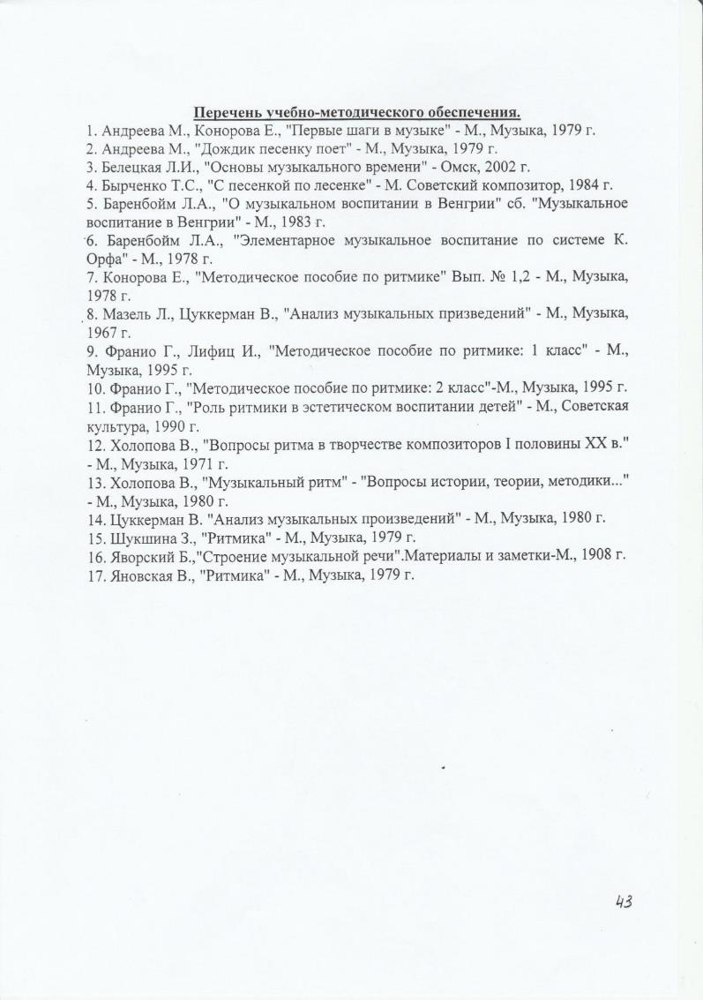 Перечень учебно-методического обеспечения.
1. Андреева М., Конорова Е., "Первые шаги в музыке" - М., Музыка, 1979 г.
2. Андреева М., "Дождик песенку поет" - М., Музыка, 1979 г.
3. Белецкая Л.И., "Основы музыкального времени" - Омск, 2002 г.
4. Бырченко Т.С., "С песенкой по лесенке" - М. Советский композитор, 1984 г.
5. Баренбойм Л.А., "О музыкальном воспитании в Венгрии" сб. "Музыкальное
воспитание в Венгрии" - М., 1983 г.
6. Баренбойм Л.А., "Элементарное музыкальное воспитание по системе К.
Орфа" - М., 1978 г.
7. Конорова Е., "Методическое пособие по ритмике" Вып. № 1,2 - М., Музыка,
1978 г.
8. Мазель Л., Цуккерман В., "Анализ музыкальных призведений" - М., Музыка,
1967 г.
9. Франио Г., Лифиц И., "Методическое пособие по ритмике: 1 класс" - М.,
Музыка, 1995 г.
10. Франио Г., "Методическое пособие по ритмике: 2 класс"-М., Музыка, 1995 г.
11. Франио Г., "Роль ритмики в эстетическом воспитании детей" - М., Советская
культура, 1990 г.
12. Холопова В., "Вопросы ритма в творчестве композиторов I половины XX в."
- М., Музыка, 1971 г.
13. Холопова В., "Музыкальный ритм" - "Вопросы истории, теории, методики..."
- М., Музыка, 1980 г.
14. Цуккерман В. "Анализ музыкальных произведений" - М., Музыка, 1980 г.
15. Шукшина З., "Ритмика" - М., Музыка, 1979 г.
16. Яворский Б.,"Строение музыкальной речи".Материалы и заметки-М., 1908 г.
17. Яновская В., "Ритмика" - М., Музыка, 1979 г.
43